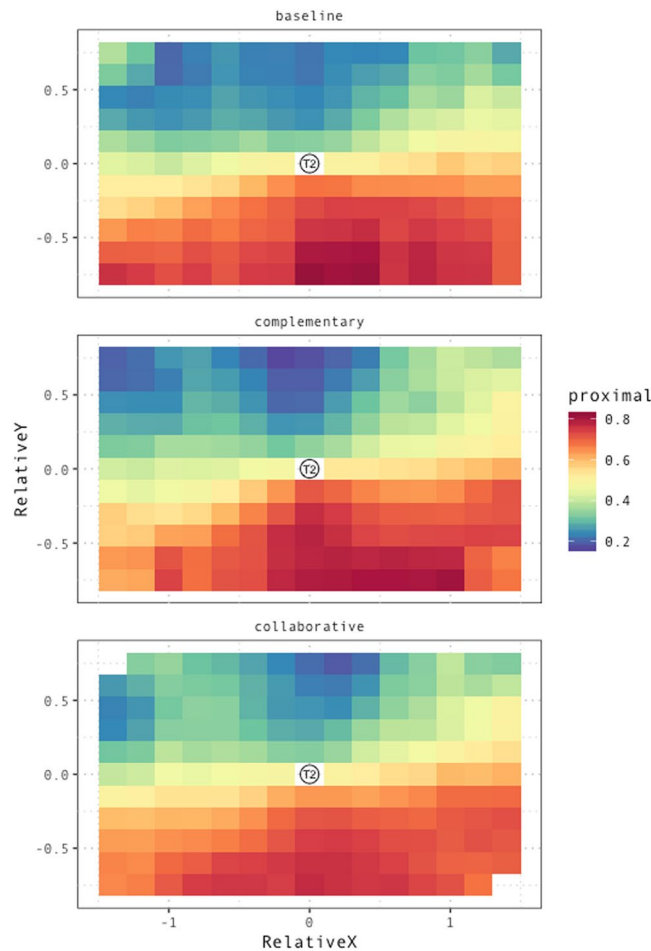 baseline
0.5
0.0
-0.5
T2
complementary
0.5
0.0
-0.5
T2
RelativeY
proximal
0.8
0.6
0.4
0.2
collaborative
0.5
0.0
-0.5
T2
-1 0 1
RelativeX